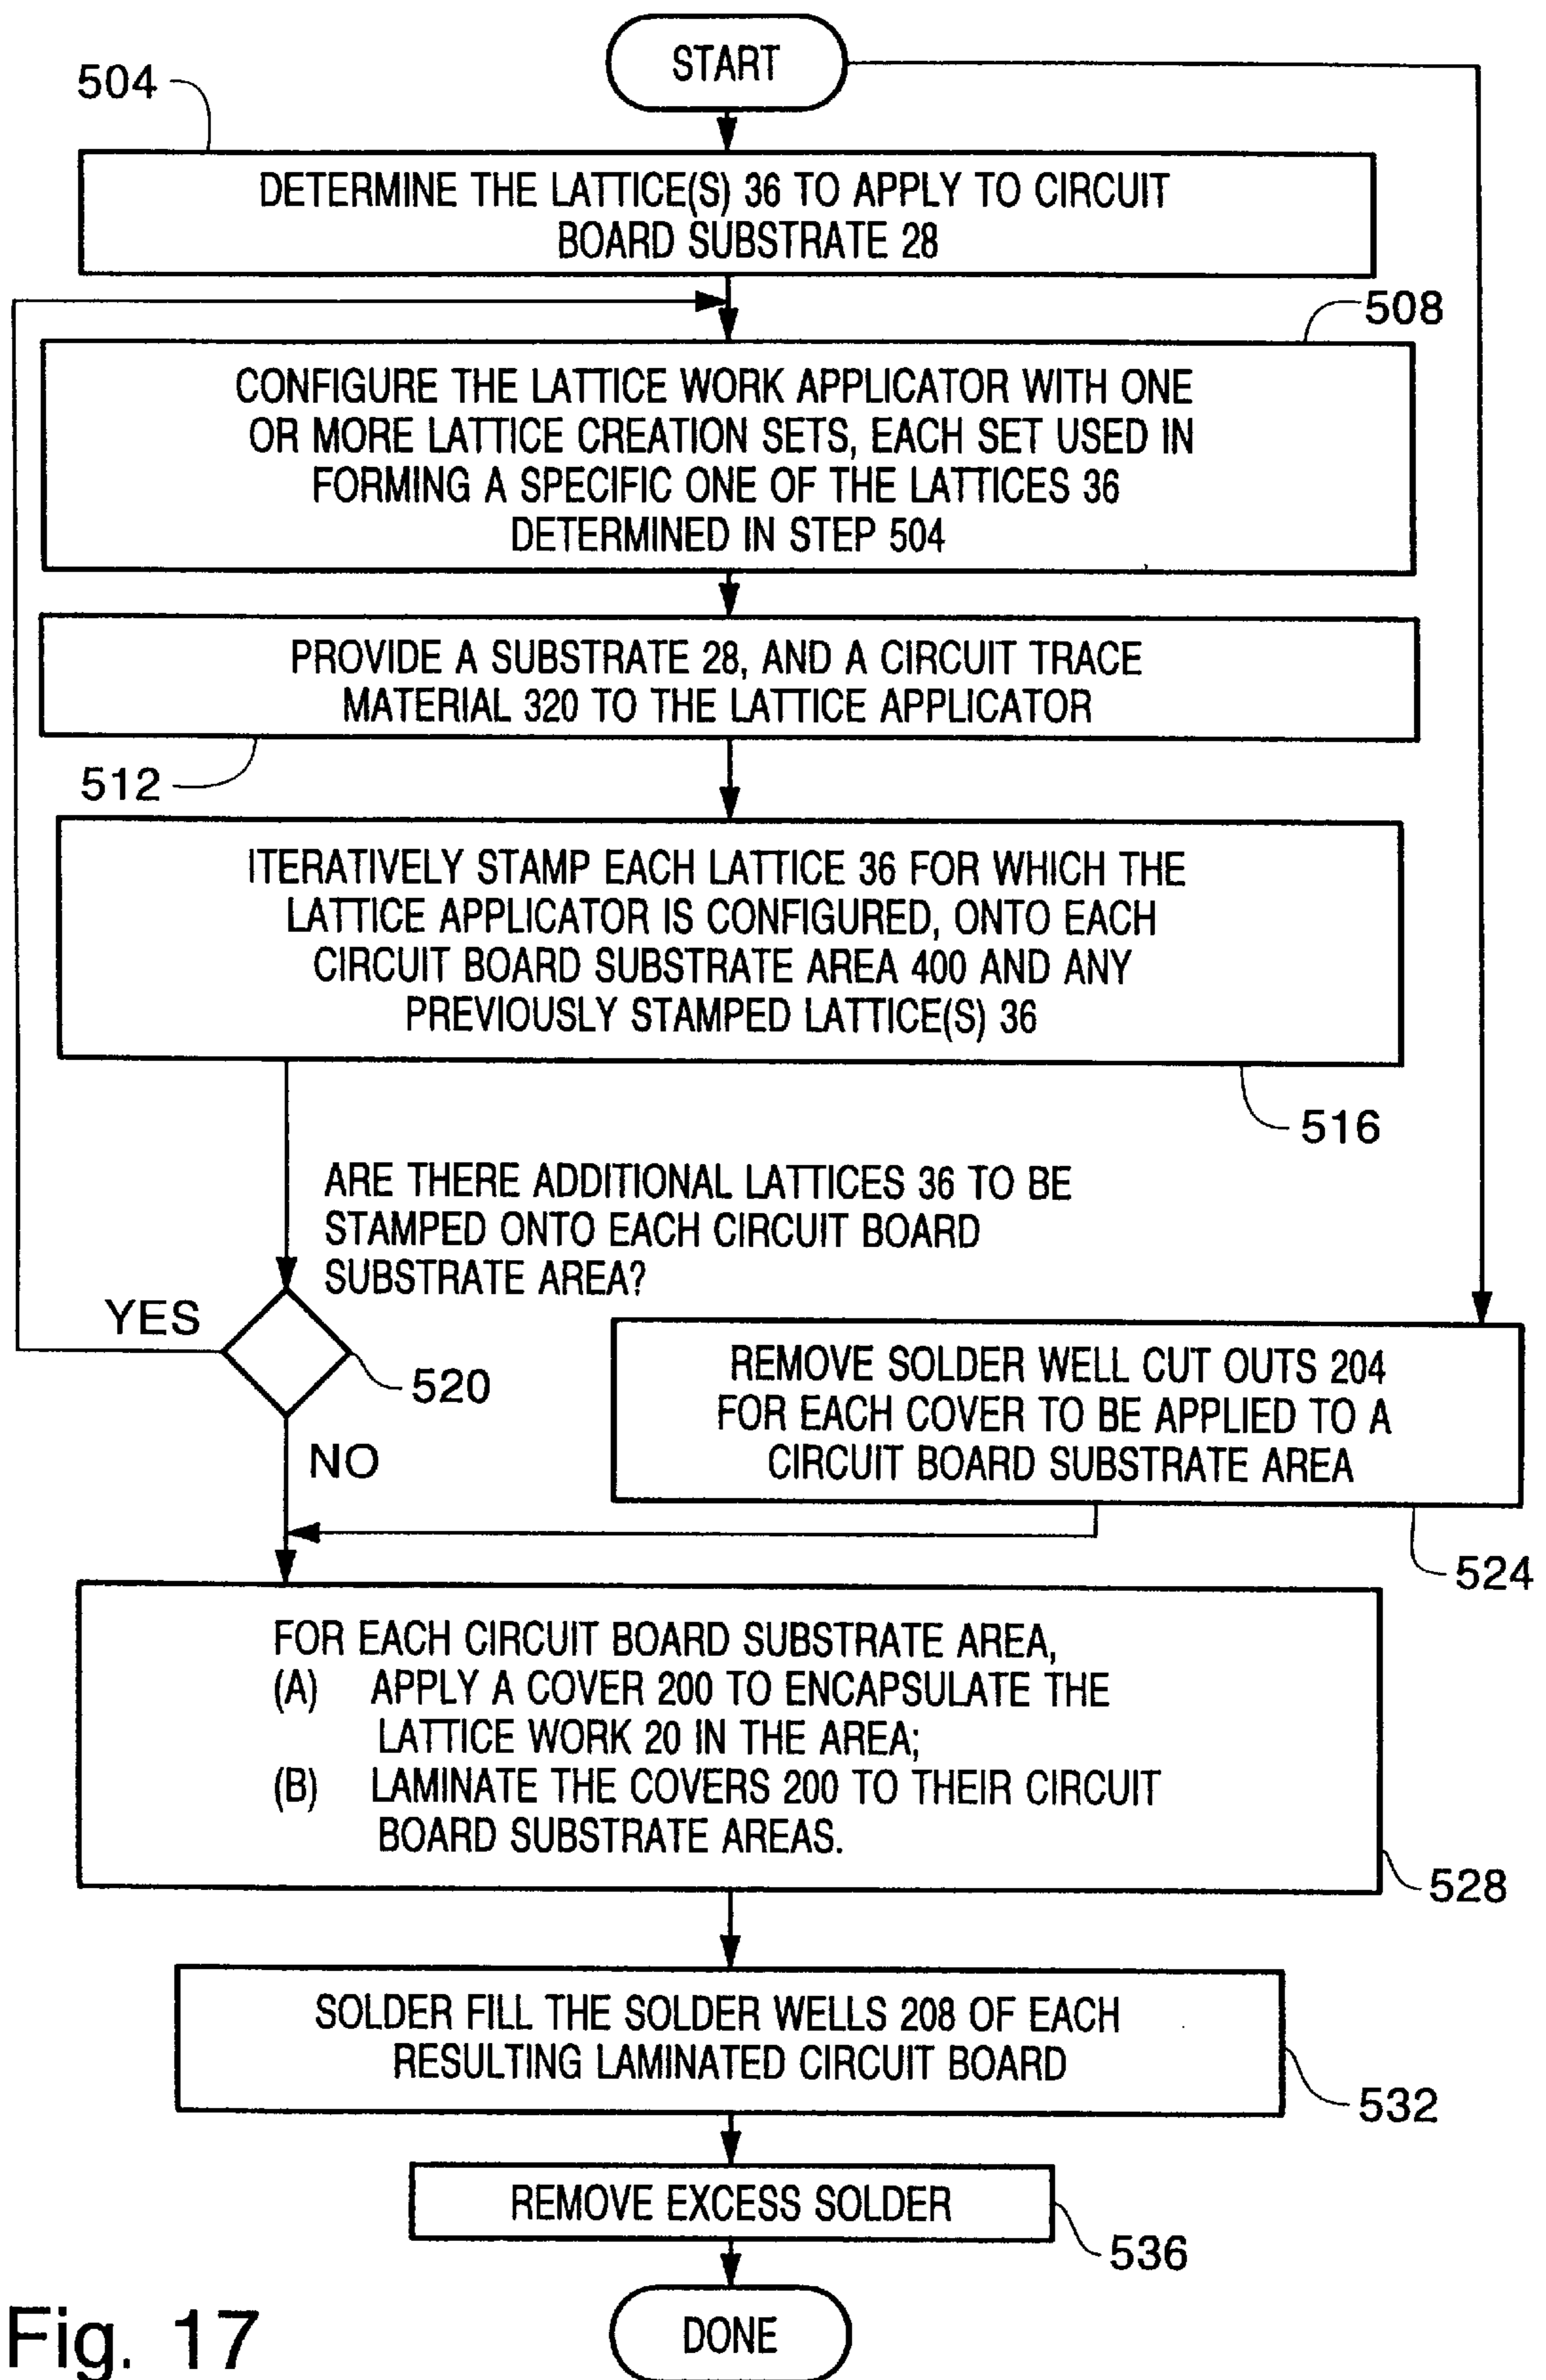 START
504
DETERMINE THE LATTICE(S) 36 TO APPLY TO CIRCUIT
BOARD SUBSTRATE 28
508
CONFIGURE THE LATTICE WORK APPLICATOR WITH ONE
OR MORE LATTICE CREATION SETS, EACH SET USED IN
FORMING A SPECIFIC ONE OF THE LATTICES 36
DETERMINED IN STEP 504
PROVIDE A SUBSTRATE 28, AND A CIRCUIT TRACE
MATERIAL 320 TO THE LATTICE APPLICATOR
512
ITERATIVELY STAMP EACH LATTICE 36 FOR WHICH THE
LATTICE APPLICATOR IS CONFIGURED, ONTO EACH
CIRCUIT BOARD SUBSTRATE AREA 400 AND ANY
PREVIOUSLY STAMPED LATTICE(S) 36
516
ARE THERE ADDITIONAL LATTICES 36 TO BE
STAMPED ONTO EACH CIRCUIT BOARD
SUBSTRATE AREA?
YES
520
NO
REMOVE SOLDER WELL CUT OUTS 204
FOR EACH COVER TO BE APPLIED TO A
CIRCUIT BOARD SUBSTRATE AREA
524
FOR EACH CIRCUIT BOARD SUBSTRATE AREA,
(A) APPLY A COVER 200 TO ENCAPSULATE THE
LATTICE WORK 20 IN THE AREA;
(B) LAMINATE THE COVERS 200 TO THEIR CIRCUIT
BOARD SUBSTRATE AREAS.
528
SOLDER FILL THE SOLDER WELLS 208 OF EACH
RESULTING LAMINATED CIRCUIT BOARD
532
REMOVE EXCESS SOLDER
536
DONE
Fig. 17